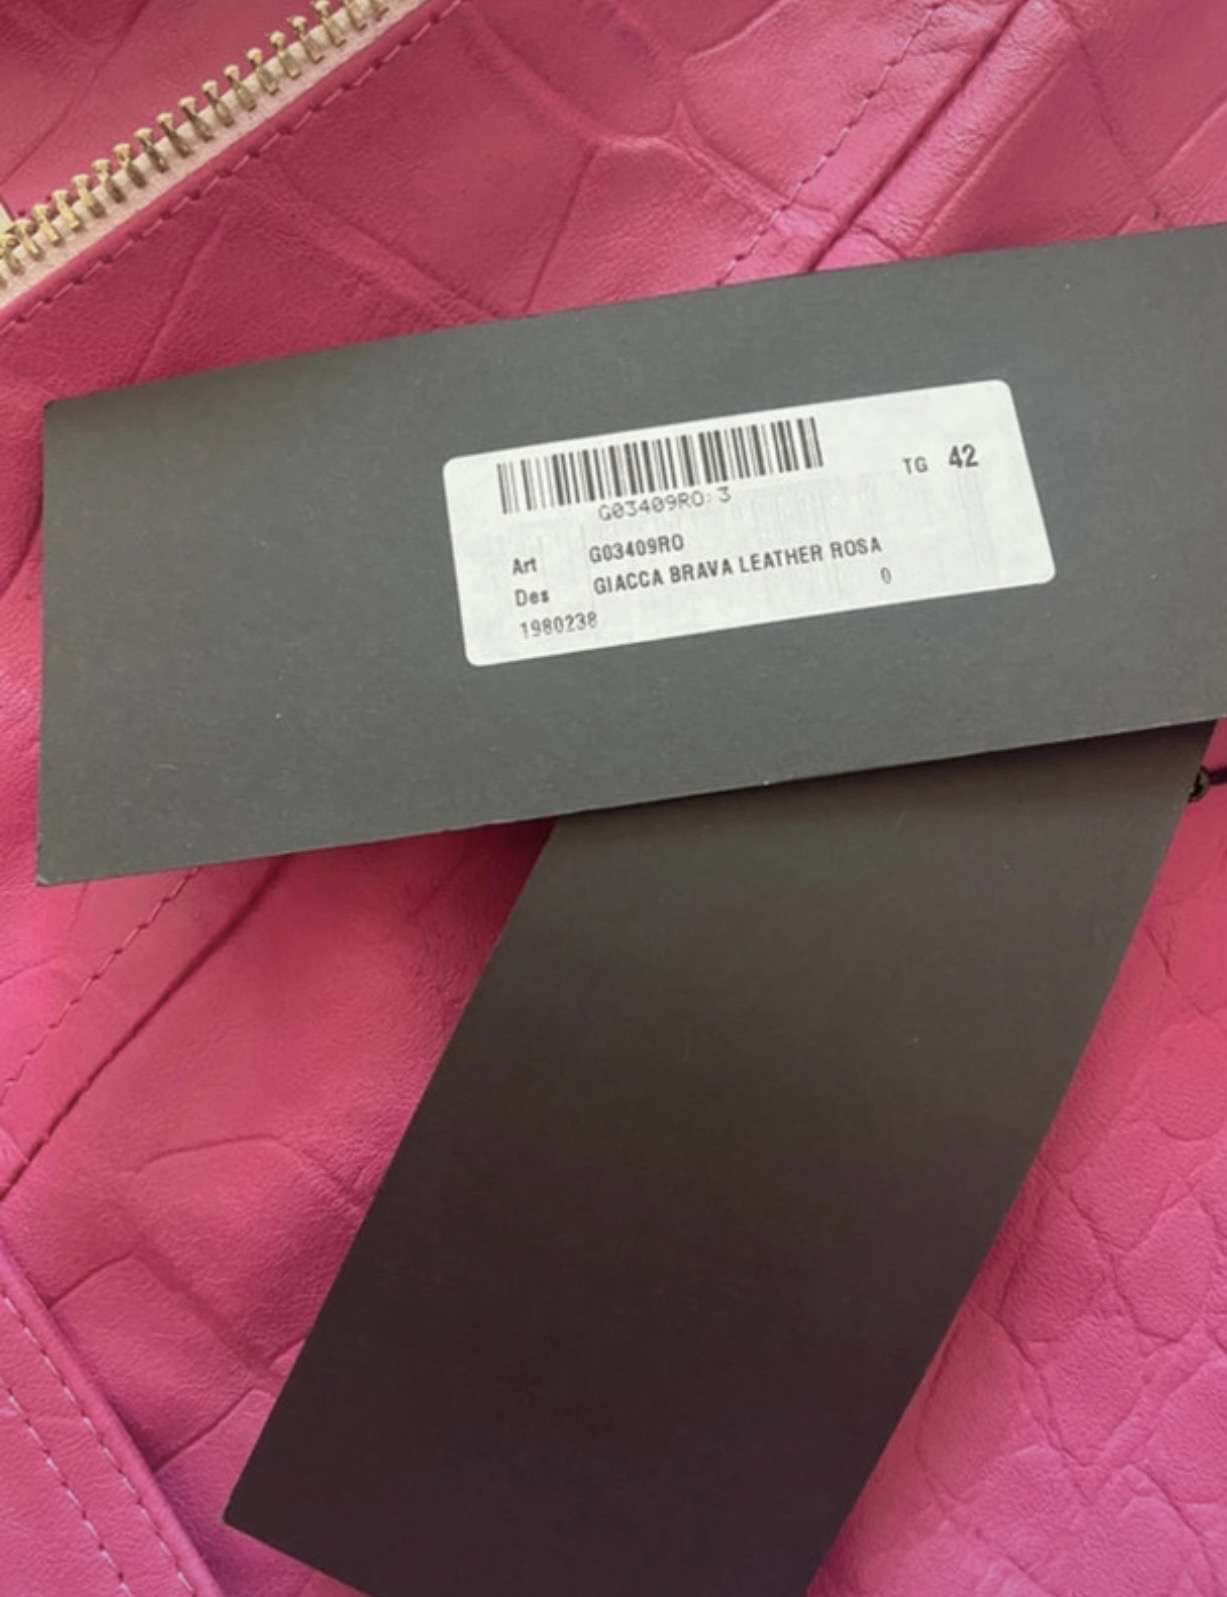 G03409RO:3
TG 42
Art G03409RO
Des GIACCA BRAVA LEATHER ROSA
1980238 0